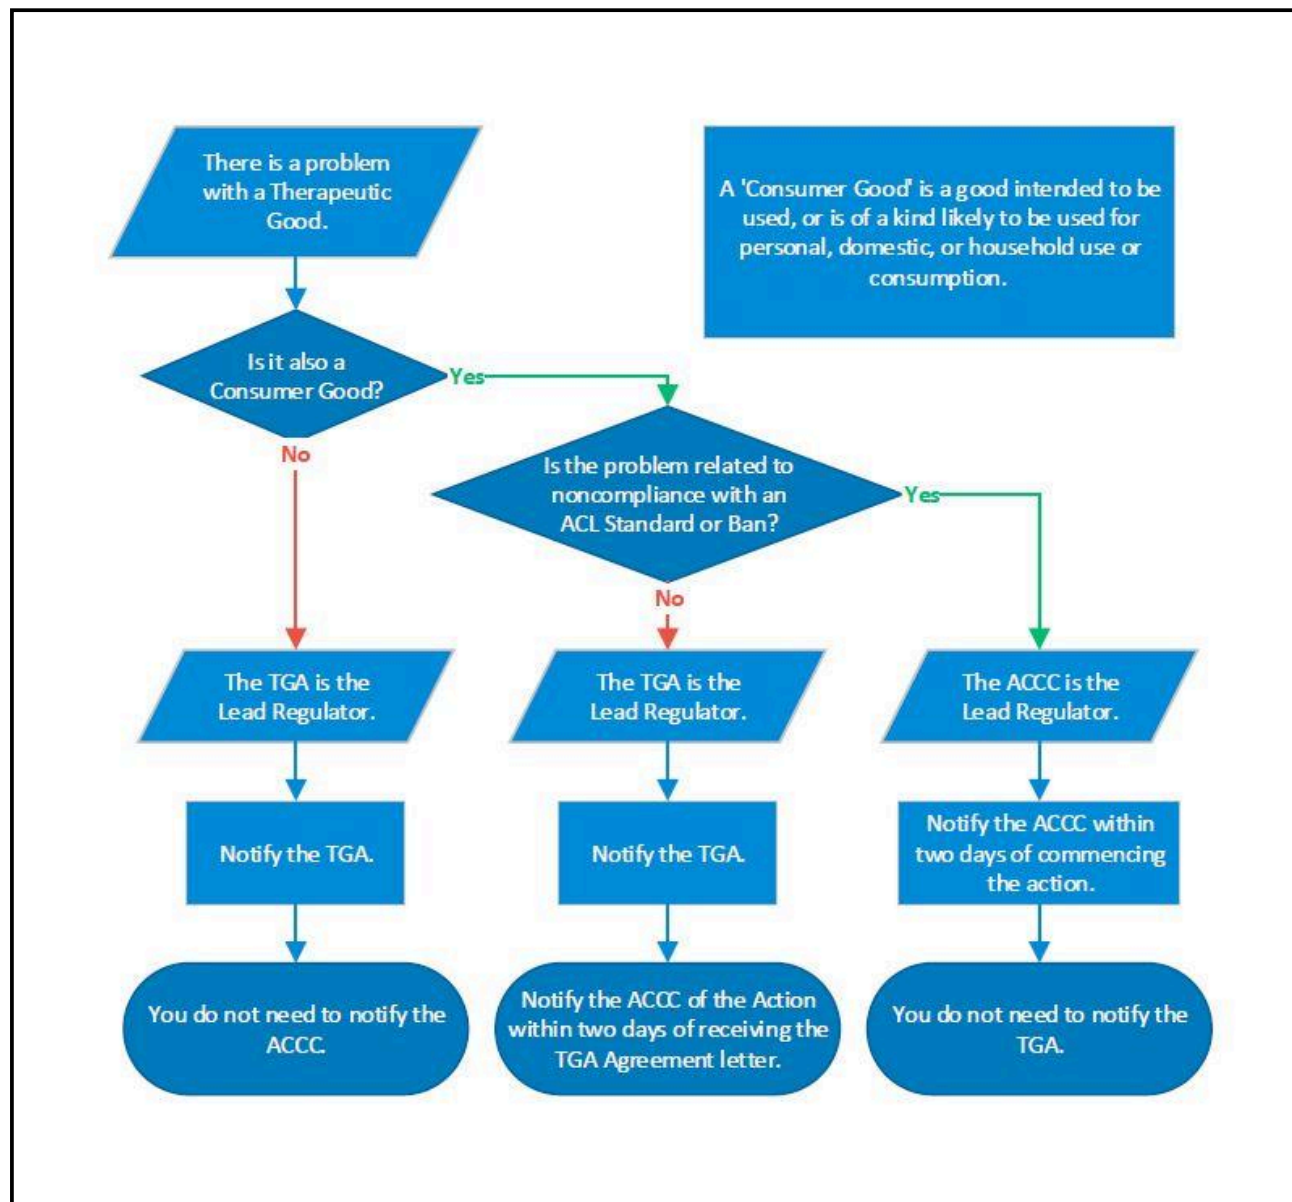 There is a problem
with a Therapeutic
Good.
A 'Consumer Good' is a good intended to be
used, or is of a kind likely to be used for
personal, domestic, or household use or
consumption.
Is it also a
Consumer Good?
Yes
No
Is the problem related to
noncompliance with an
ACL Standard or Ban?
Yes
No
The TGA is the
Lead Regulator.
The TGA is the
Lead Regulator.
The ACCC is the
Lead Regulator.
Notify the TGA.
Notify the TGA.
Notify the ACCC within
two days of commencing
the action.
You do not need to notify the
ACCC.
Notify the ACCC of the Action
within two days of receiving the
TGA Agreement letter.
You do not need to notify the
TGA.